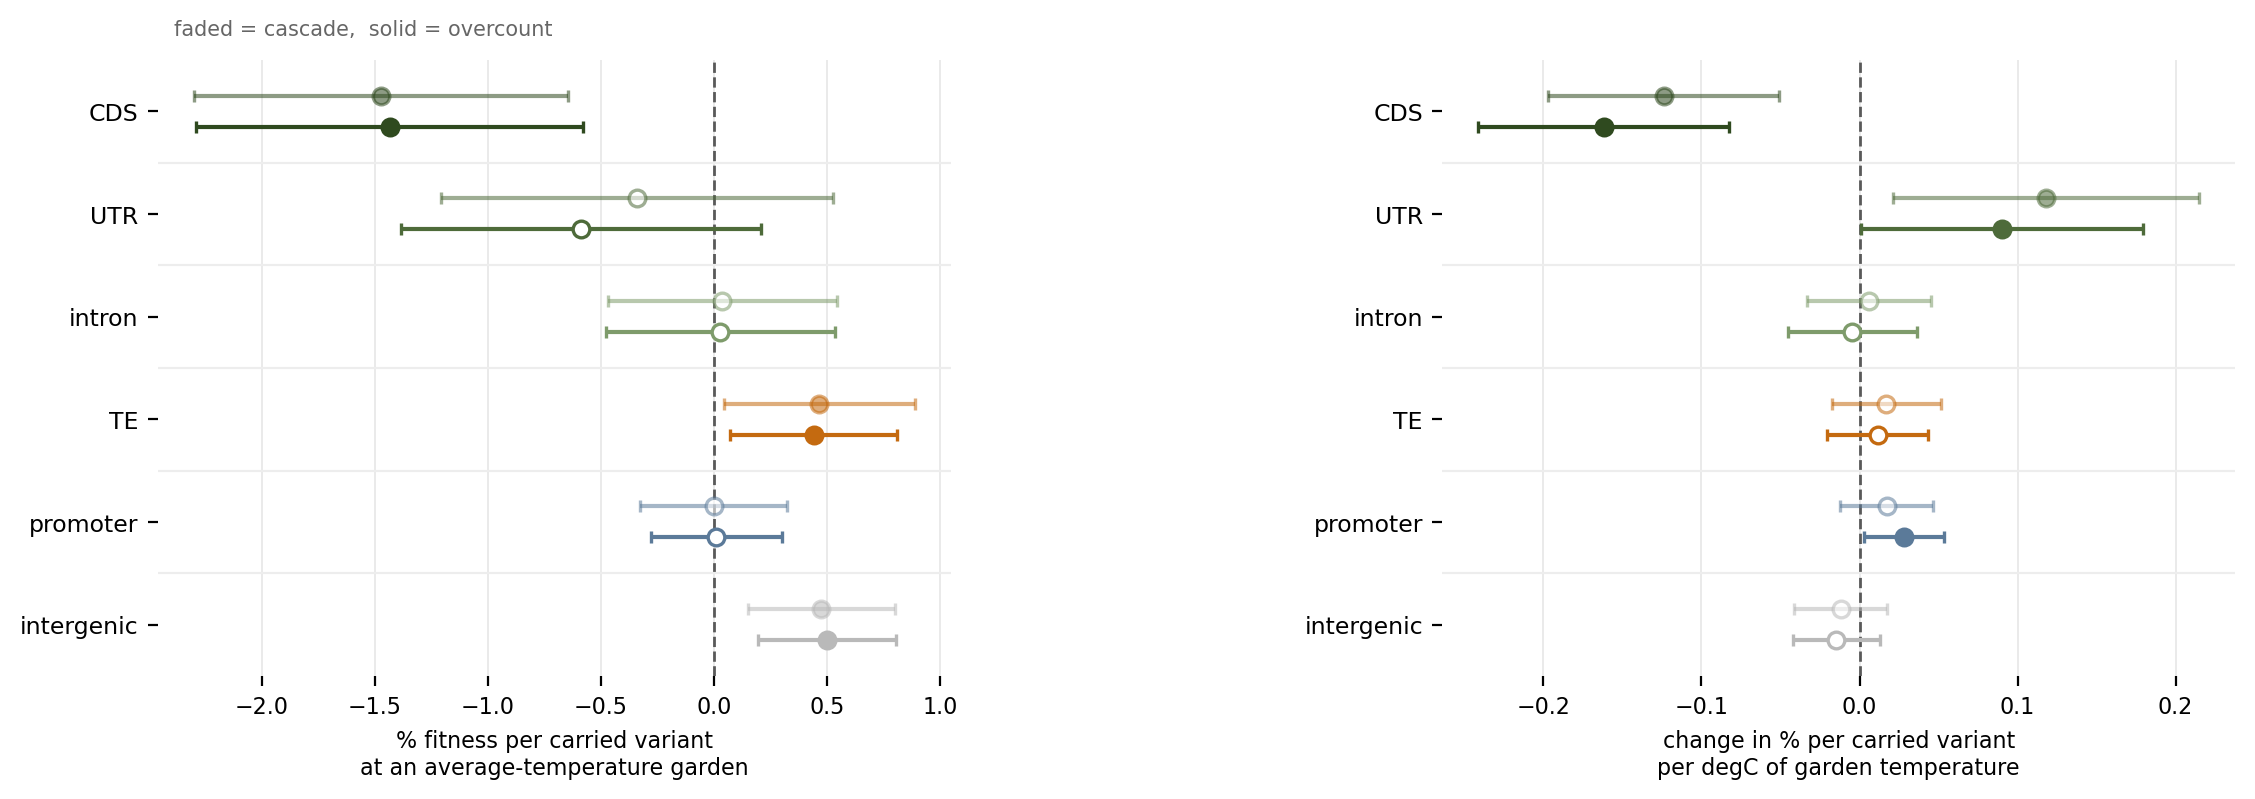 faded = cascade,  solid = overcount
CDS
UTR
intron
TE
promoter
intergenic
−2.0 −1.5 −1.0 −0.5 0.0 0.5 1.0
% fitness per carried variant
at an average-temperature garden
CDS
UTR
intron
TE
promoter
intergenic
−0.2 −0.1 0.0 0.1 0.2
change in % per carried variant
per degC of garden temperature